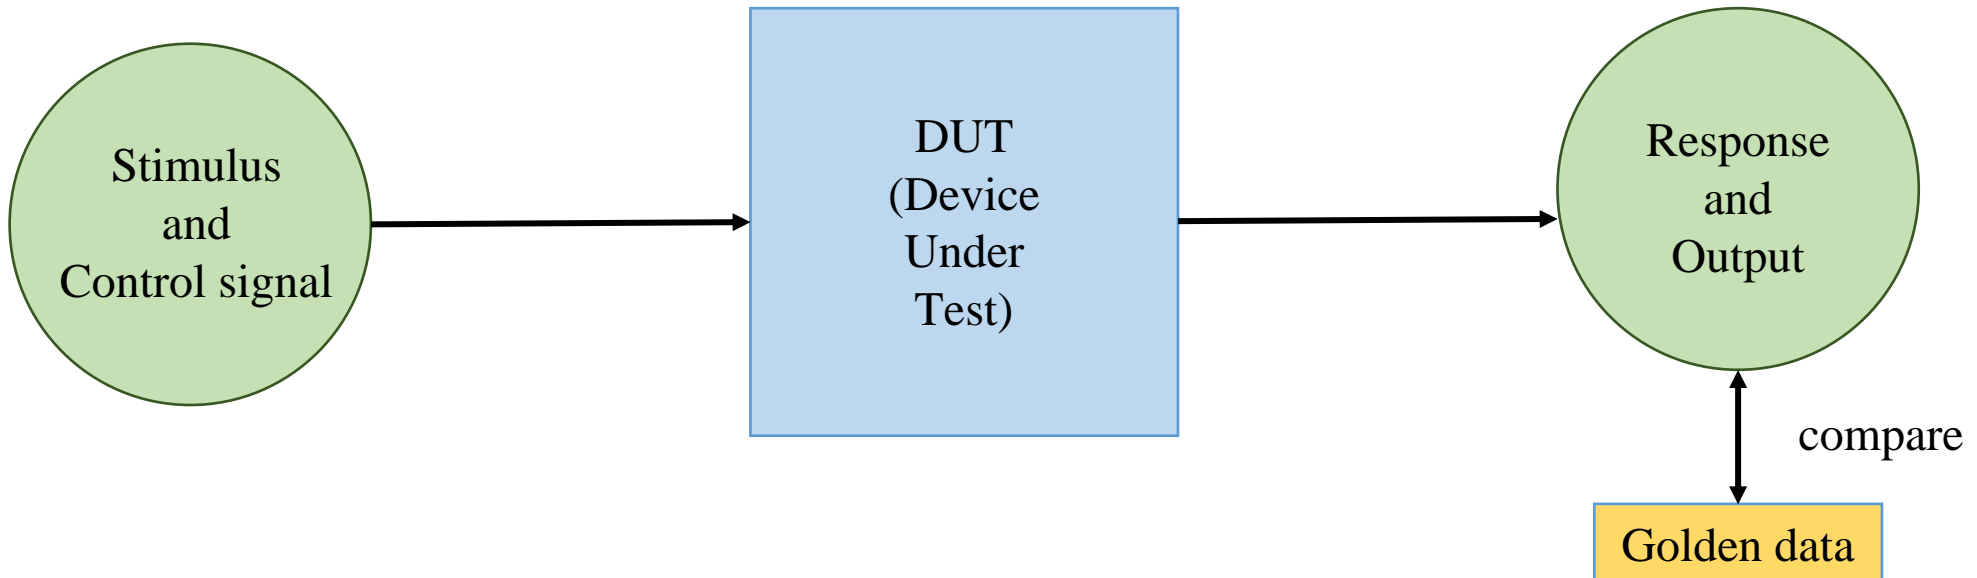 Stimulus
and
Control signal
DUT
(Device
Under
Test)
Response
and
Output
compare
Golden data